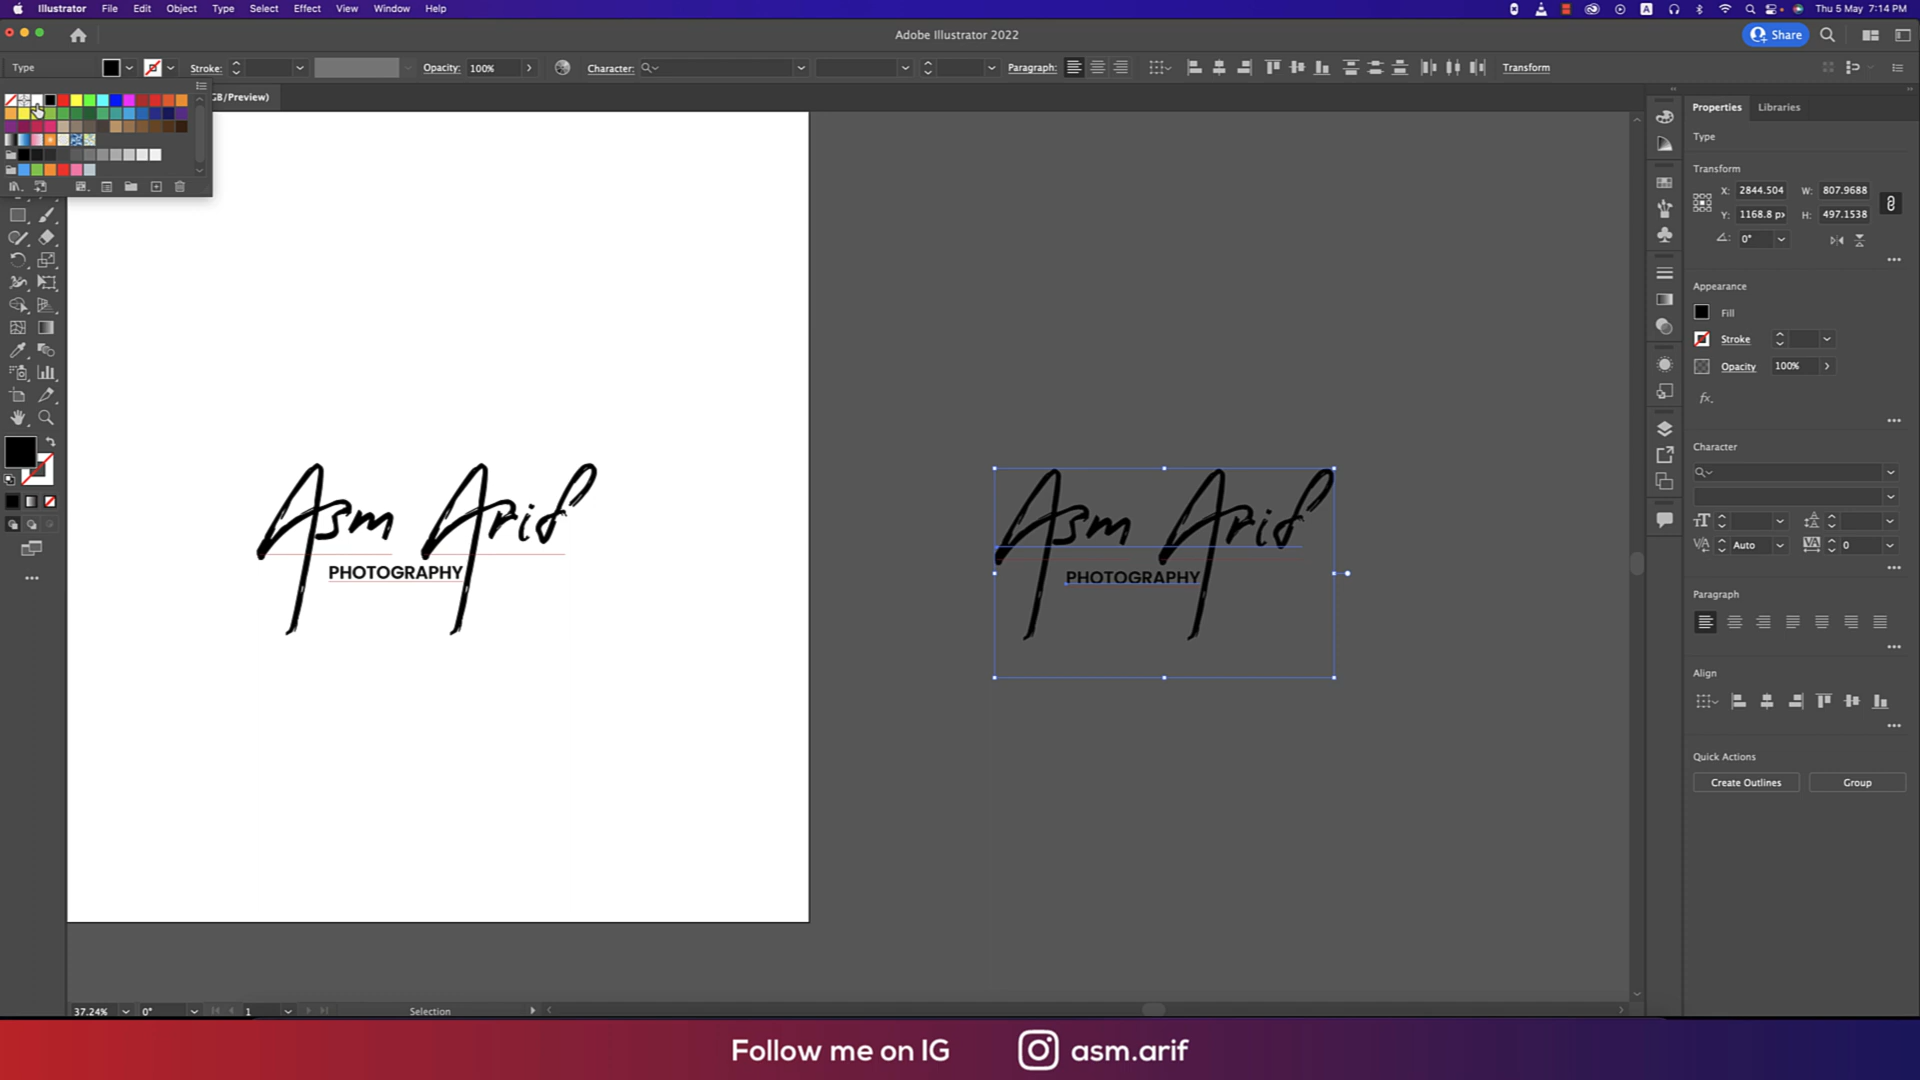 Illustrator File Edit Object Type Select Effect View Window Help
A Thu 5 May 7:14 PM
Adobe Illustrator 2022
Share
Type Stroke: Opacity: 100% Character: Paragraph: Transform
GB/Preview)
Properties Libraries
Type
Transform
X: 2844.504 W: 807.9688
Y: 1168.8 px H: 497.1538
0°
Appearance
Fill
Stroke
Opacity 100%
fx.
Character
Auto 0
Paragraph
Align
Quick Actions
Create Outlines Group
Asm Arif
PHOTOGRAPHY
Asm Arif
PHOTOGRAPHY
37.24% 0° 1 Selection
Follow me on IG asm.arif